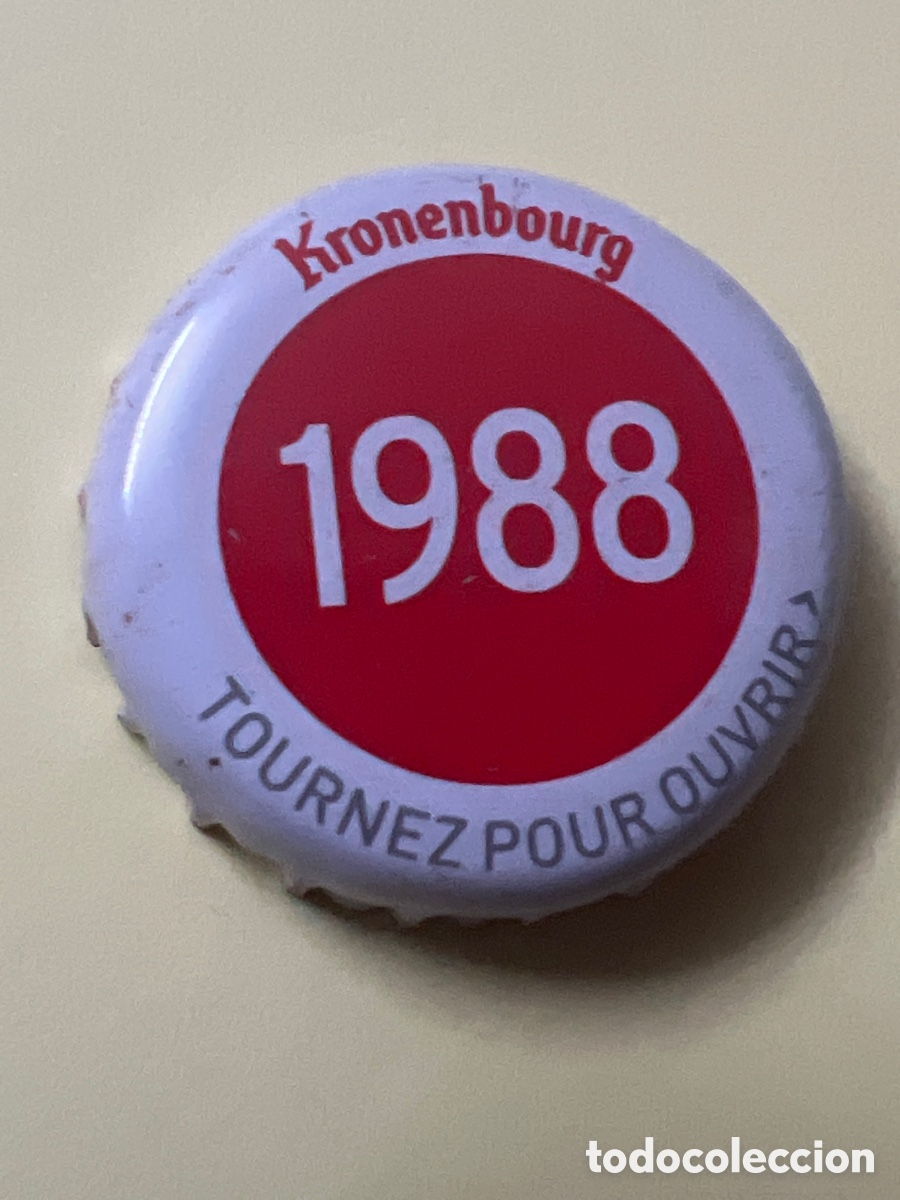 Kronenbourg
1988
TOURNEZ POUR OUVRIR >
todocoleccion